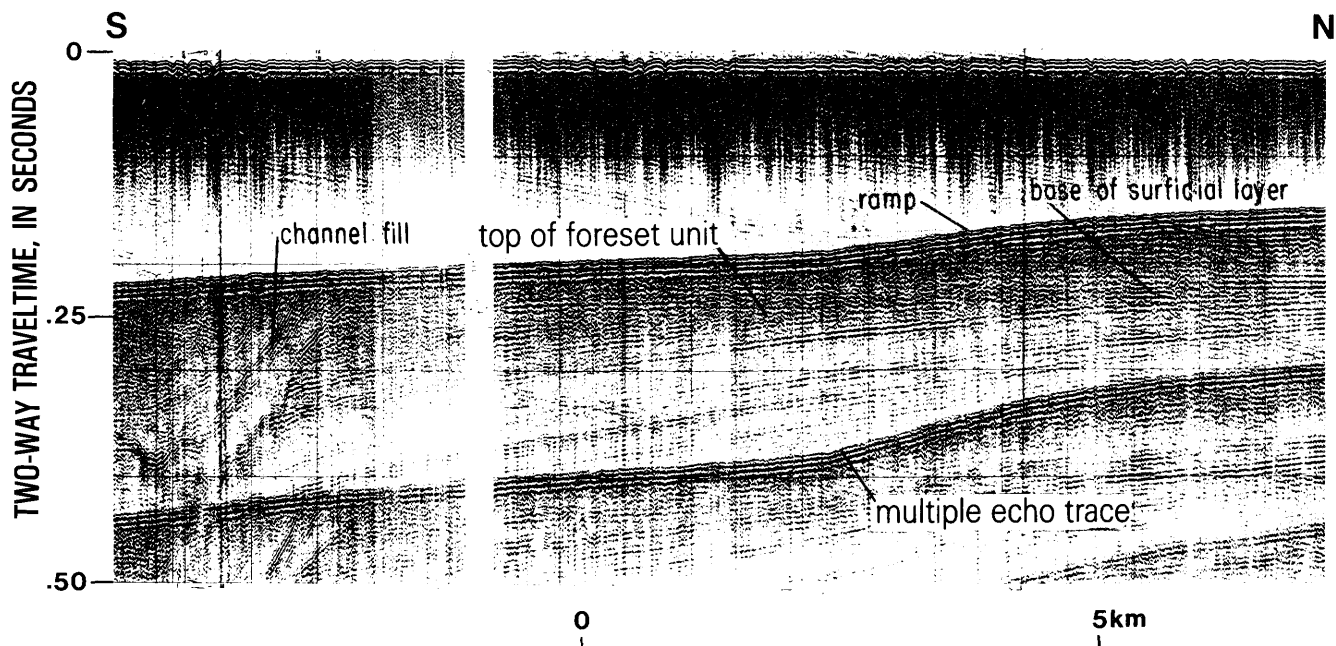 S
N
0
TWO-WAY TRAVELTIME, IN SECONDS
ramp
base of surficial layer
channel fill
top of foreset unit
.25
multiple echo trace
.50
0
5km